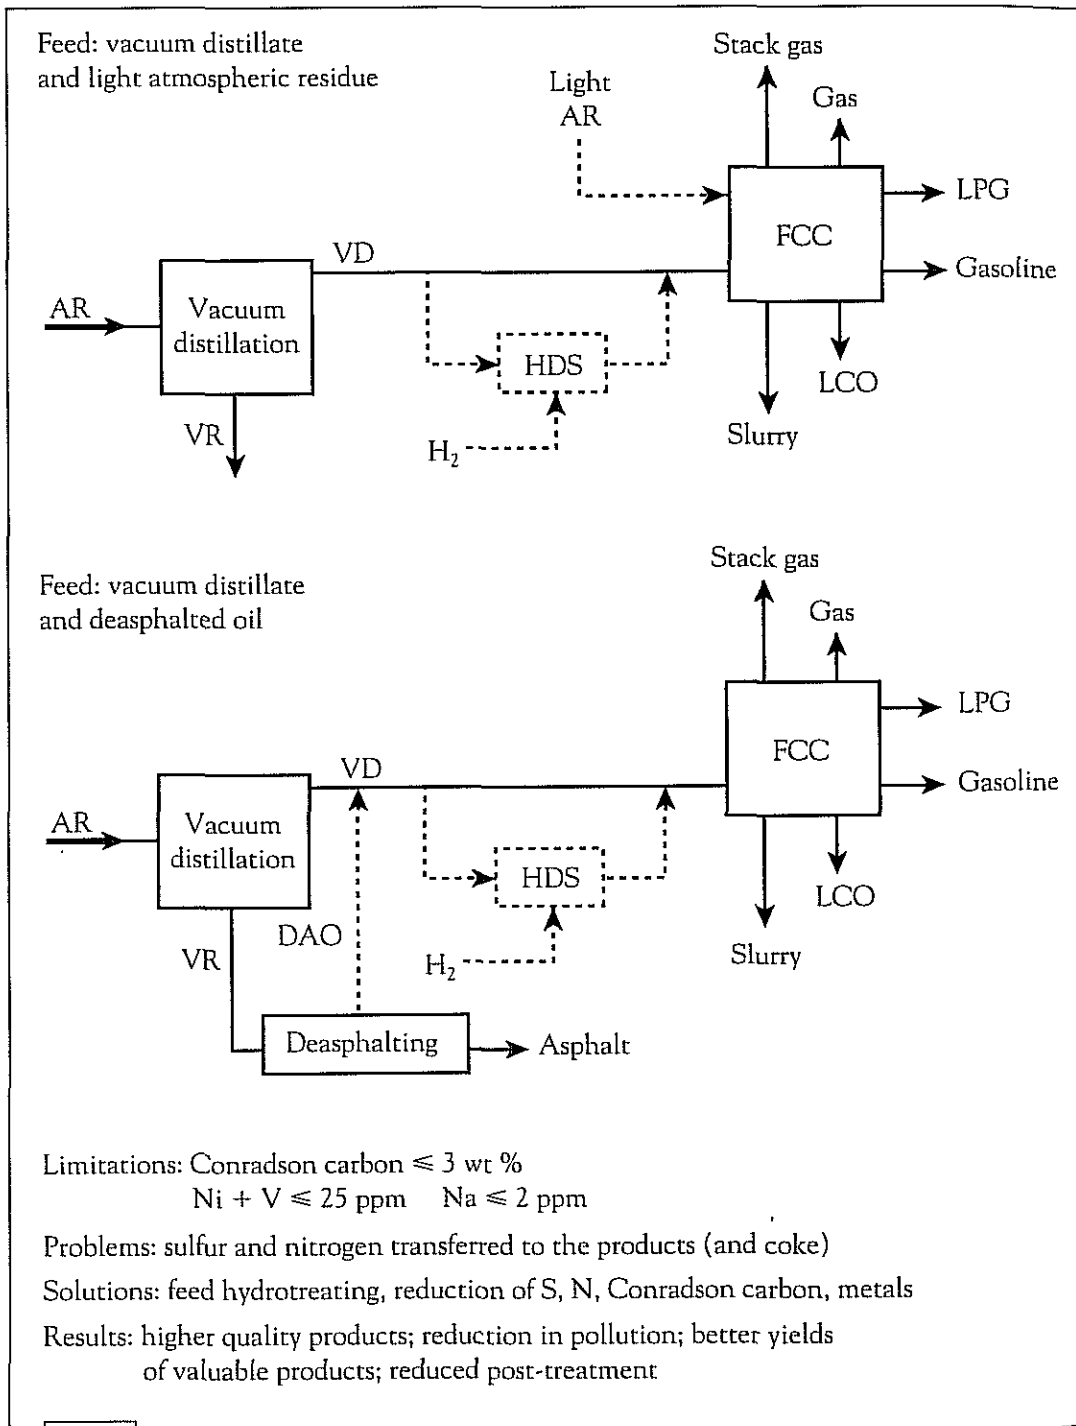 Feed: vacuum distillate
and light atmospheric residue
Stack gas
Light
AR
Gas
LPG
FCC
VD
Gasoline
AR
Vacuum
distillation
HDS
LCO
VR
H₂
Slurry
Feed: vacuum distillate
and deasphalted oil
Stack gas
Gas
LPG
FCC
VD
Gasoline
AR
Vacuum
distillation
HDS
LCO
DAO
VR
H₂
Slurry
Deasphalting
Asphalt
Limitations: Conradson carbon ⩽ 3 wt %
Ni + V ⩽ 25 ppm Na ⩽ 2 ppm
Problems: sulfur and nitrogen transferred to the products (and coke)
Solutions: feed hydrotreating, reduction of S, N, Conradson carbon, metals
Results: higher quality products; reduction in pollution; better yields
of valuable products; reduced post-treatment